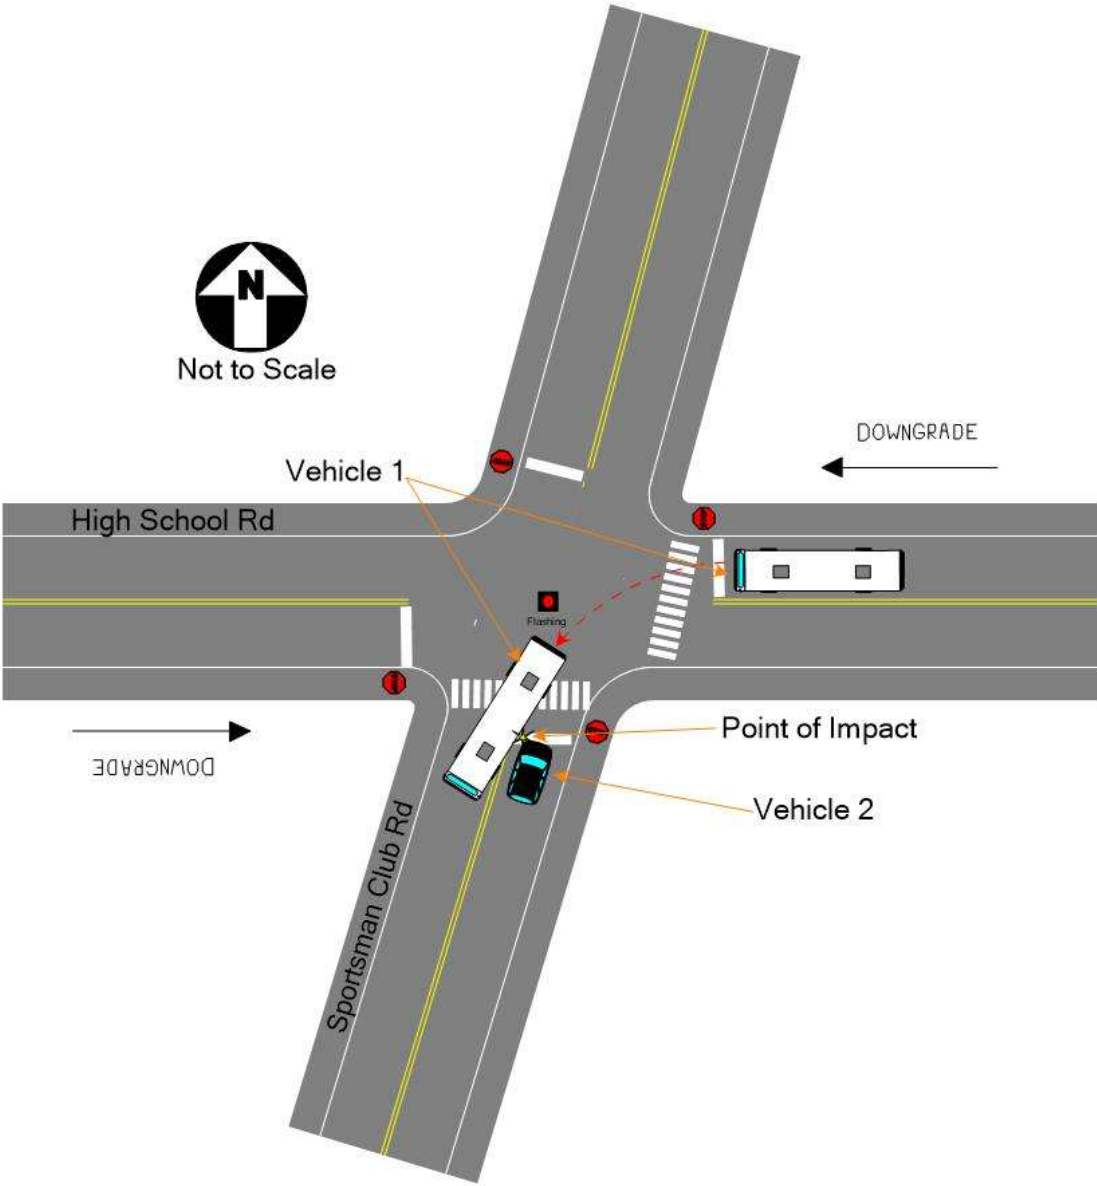 N
Not to Scale
DOWNGRADE
Vehicle 1
High School Rd
Flashing
Point of Impact
DOWNGRADE
Vehicle 2
Sportsman Club Rd